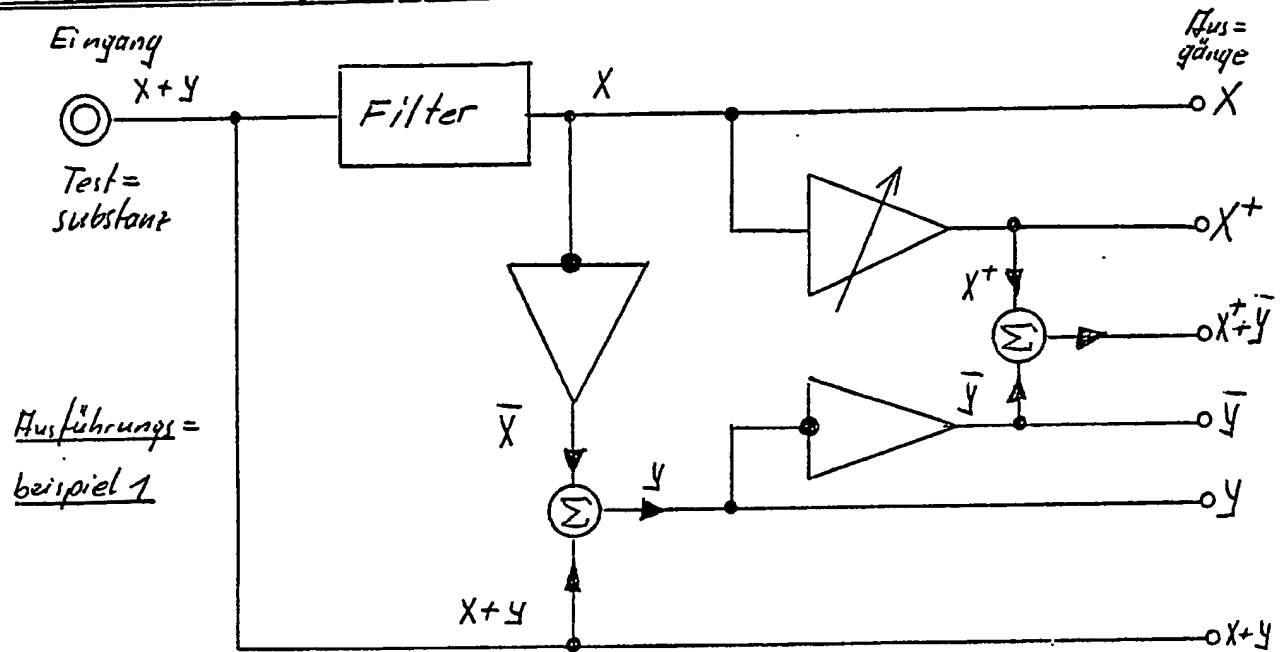 Eingang
Aus=
gänge
X+y
X
X
Filter
Test=
substanz
X⁺
X⁺
Σ
X⁺+y̅
y̅
y̅
X̅
Ausführungs=
beispiel 1
y
y
Σ
X+y
X+y